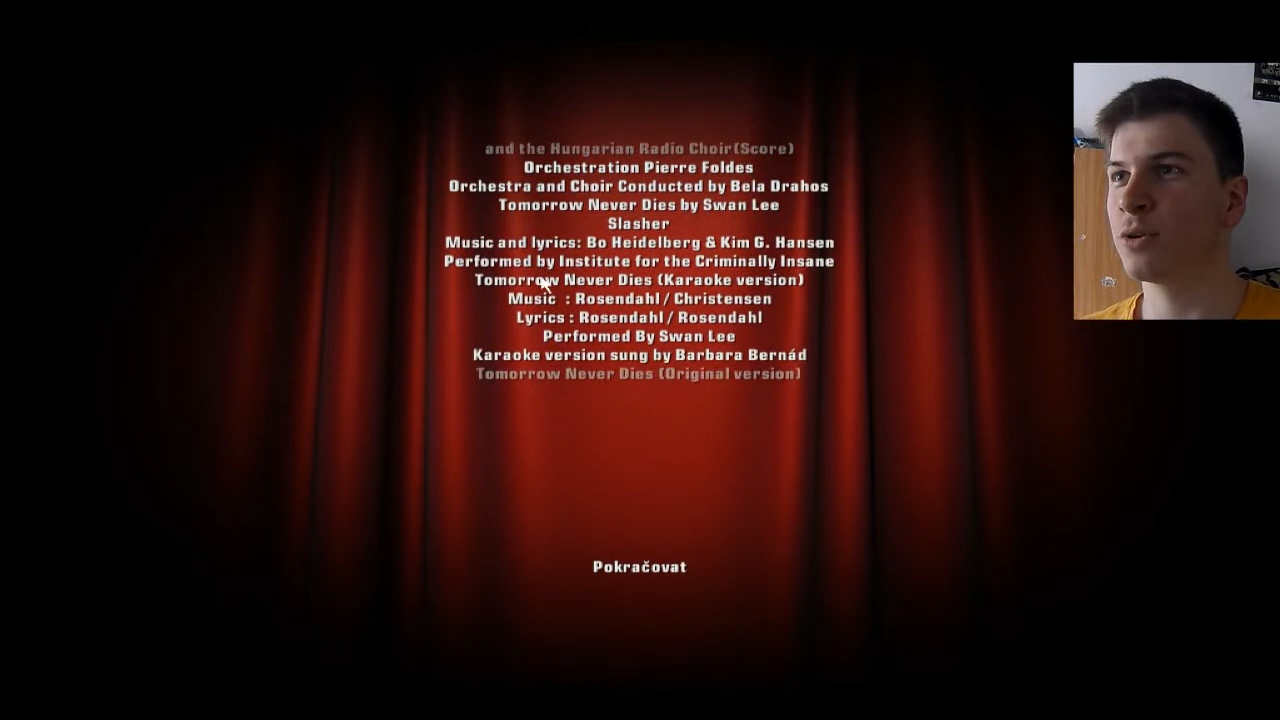 and the Hungarian Radio Choir(Score)
Orchestration Pierre Foldes
Orchestra and Choir Conducted by Bela Drahos
Tomorrow Never Dies by Swan Lee
Slasher
Music and lyrics: Bo Heidelberg & Kim G. Hansen
Performed by Institute for the Criminally Insane
Tomorrow Never Dies (Karaoke version)
Music : Rosendahl / Christensen
Lyrics : Rosendahl / Rosendahl
Performed By Swan Lee
Karaoke version sung by Barbara Bernád
Tomorrow Never Dies (Original version)
Pokračovat